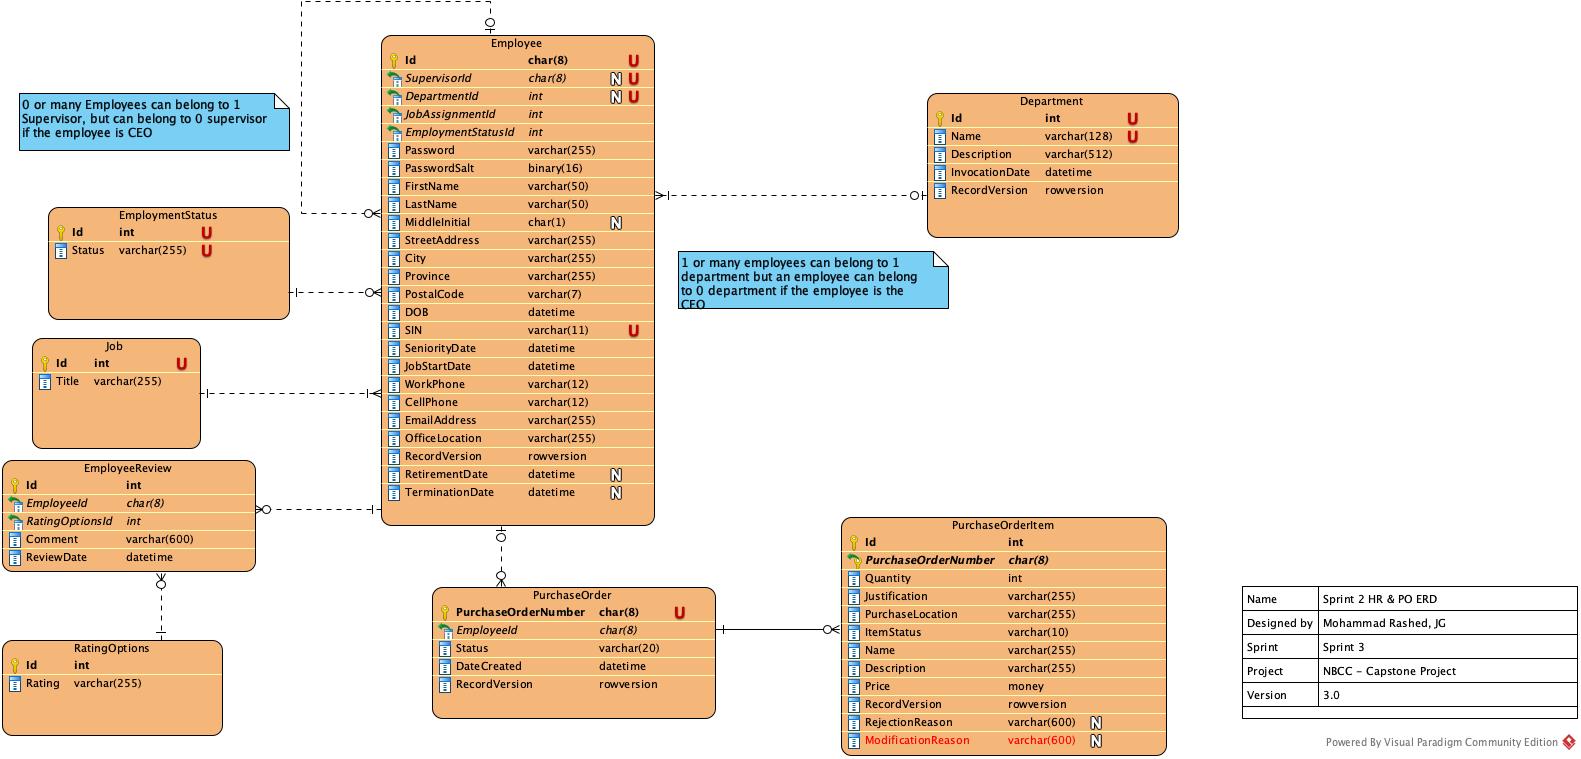 Employee
Id char(8) U
SupervisorId char(8) N U
DepartmentId int N U
JobAssignmentId int
EmploymentStatusId int
Password varchar(255)
PasswordSalt binary(16)
FirstName varchar(50)
LastName varchar(50)
MiddleInitial char(1) N
StreetAddress varchar(255)
City varchar(255)
Province varchar(255)
PostalCode varchar(7)
DOB datetime
SIN varchar(11) U
SeniorityDate datetime
JobStartDate datetime
WorkPhone varchar(12)
CellPhone varchar(12)
EmailAddress varchar(255)
OfficeLocation varchar(255)
RecordVersion rowversion
RetirementDate datetime N
TerminationDate datetime N
0 or many Employees can belong to 1
Supervisor, but can belong to 0 supervisor
if the employee is CEO
Department
Id int U
Name varchar(128) U
Description varchar(512)
InvocationDate datetime
RecordVersion rowversion
EmploymentStatus
Id int U
Status varchar(255) U
1 or many employees can belong to 1
department but an employee can belong
to 0 department if the employee is the
CEO
Job
Id int U
Title varchar(255)
EmployeeReview
Id int
EmployeeId char(8)
RatingOptionsId int
Comment varchar(600)
ReviewDate datetime
RatingOptions
Id int
Rating varchar(255)
PurchaseOrder
PurchaseOrderNumber char(8) U
EmployeeId char(8)
Status varchar(20)
DateCreated datetime
RecordVersion rowversion
PurchaseOrderItem
Id int
PurchaseOrderNumber char(8)
Quantity int
Justification varchar(255)
PurchaseLocation varchar(255)
ItemStatus varchar(10)
Name varchar(255)
Description varchar(255)
Price money
RecordVersion rowversion
RejectionReason varchar(600) N
ModificationReason varchar(600) N
Name Sprint 2 HR & PO ERD
Designed by Mohammad Rashed, JG
Sprint Sprint 3
Project NBCC - Capstone Project
Version 3.0
Powered By Visual Paradigm Community Edition